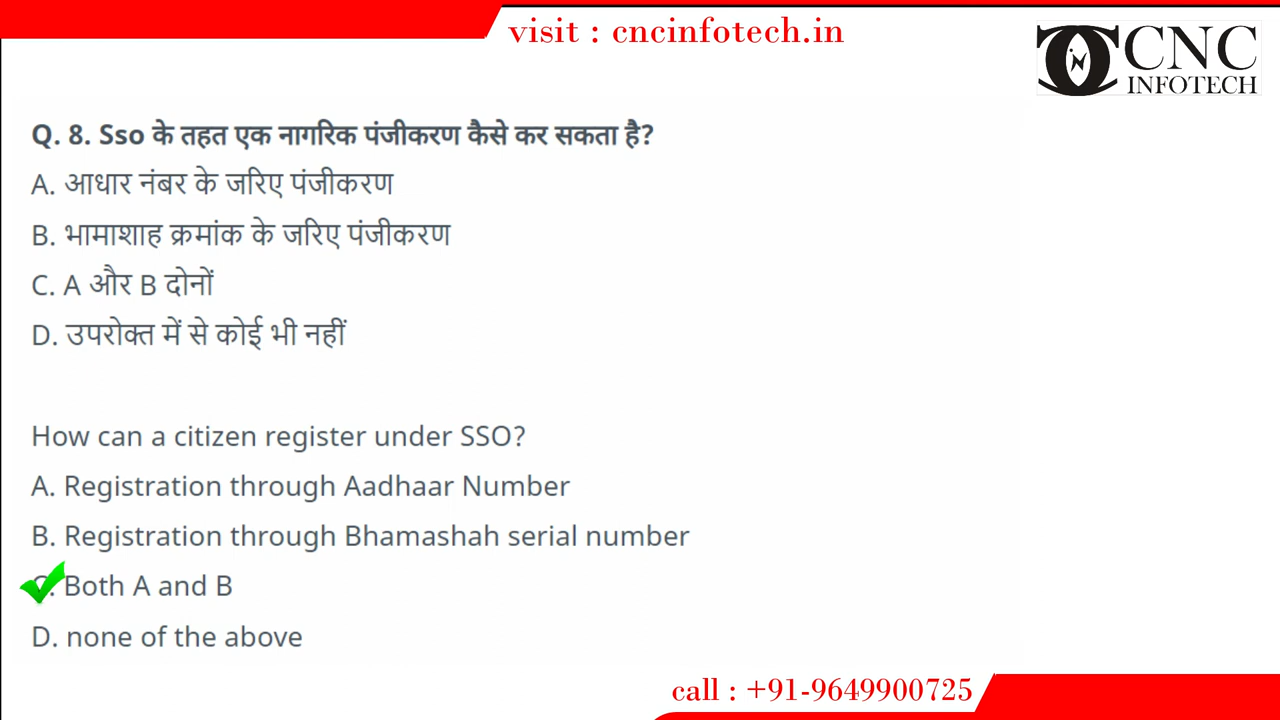 visit : cncinfotech.in
CNC
INFOTECH
Q. 8. Sso के तहत एक नागरिक पंजीकरण कैसे कर सकता है?
A. आधार नंबर के जरिए पंजीकरण
B. भामाशाह क्रमांक के जरिए पंजीकरण
C. A और B दोनों
D. उपरोक्त में से कोई भी नहीं
How can a citizen register under SSO?
A. Registration through Aadhaar Number
B. Registration through Bhamashah serial number
C. Both A and B
D. none of the above
call : +91-9649900725